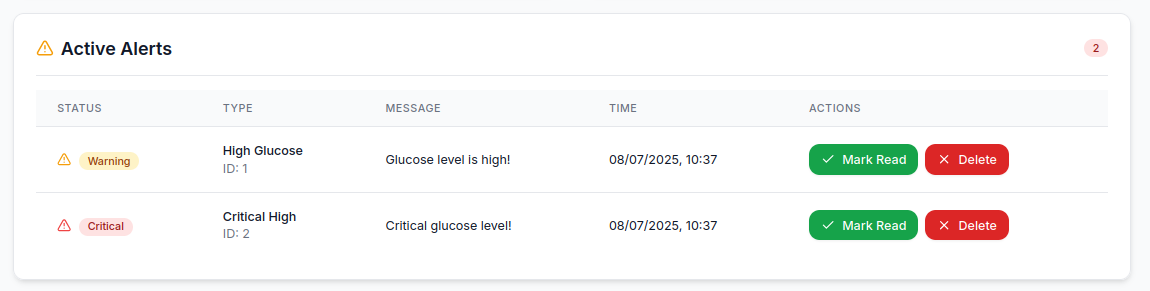 Active Alerts
2
STATUS TYPE MESSAGE TIME ACTIONS
Warning High Glucose Glucose level is high! 08/07/2025, 10:37 Mark Read Delete
ID: 1
Critical Critical High Critical glucose level! 08/07/2025, 10:37 Mark Read Delete
ID: 2